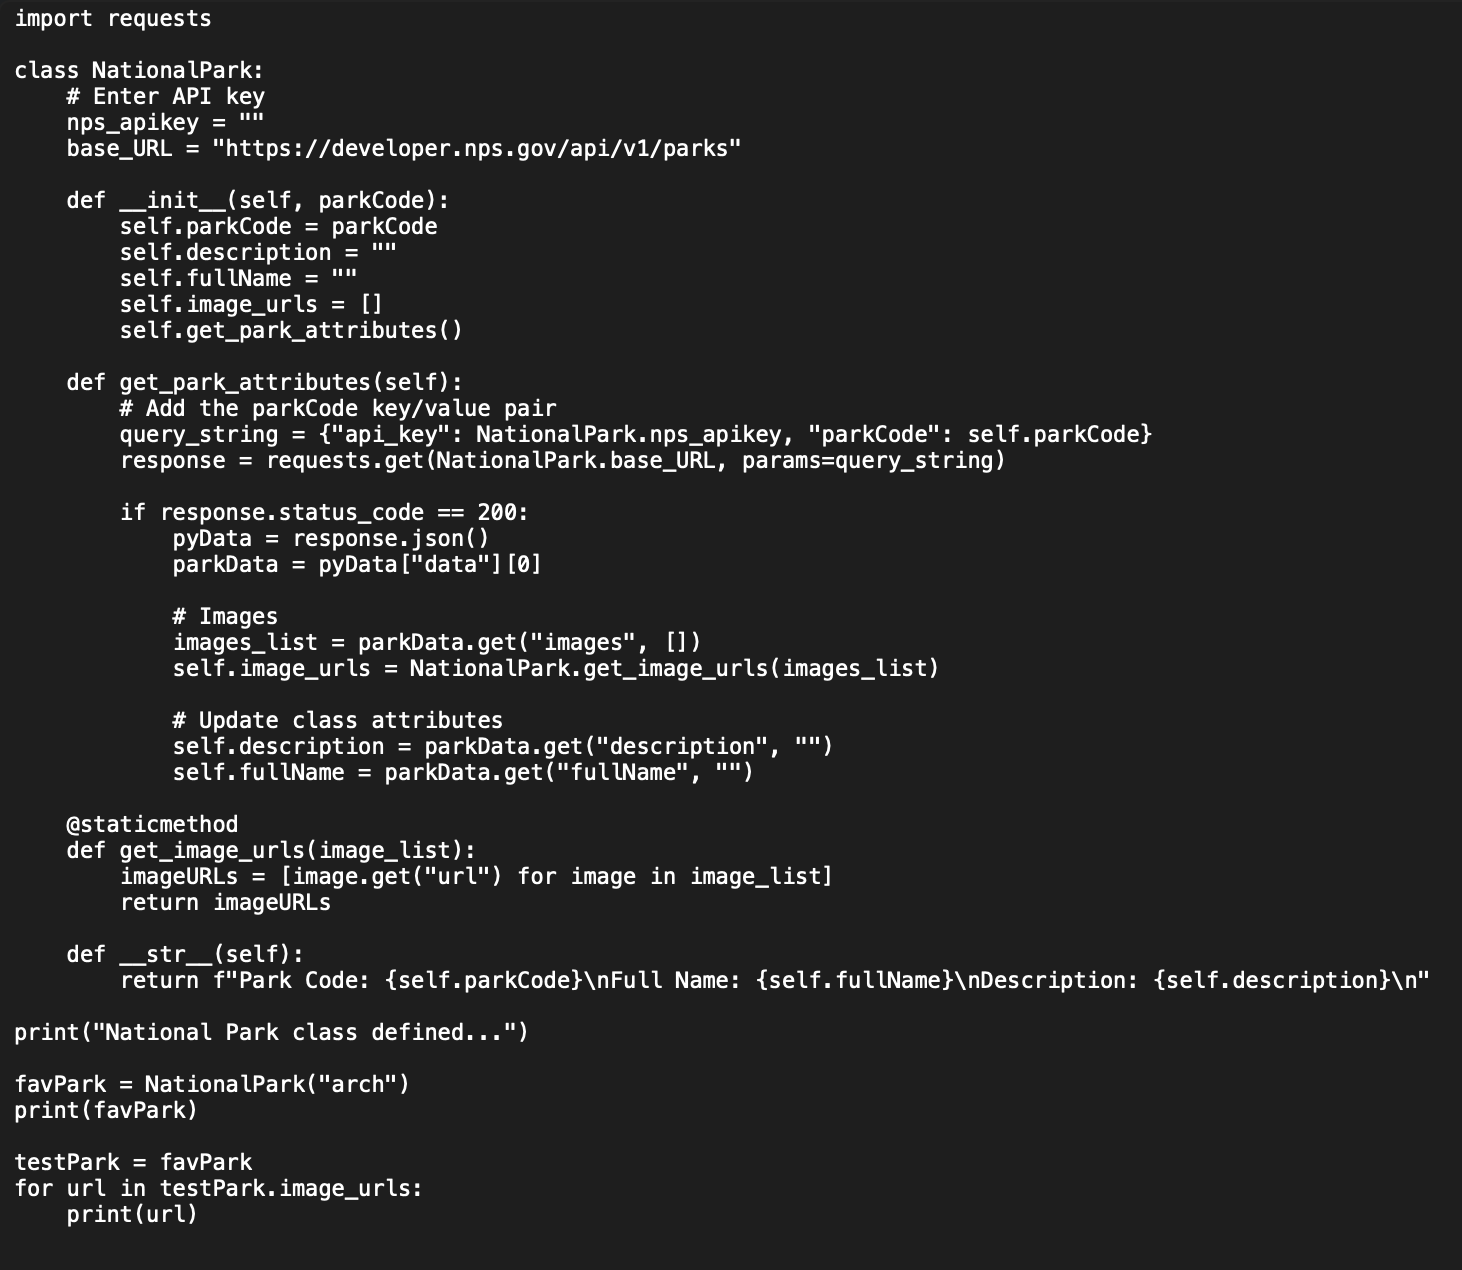 import requests

class NationalPark:
    # Enter API key
    nps_apikey = ""
    base_URL = "https://developer.nps.gov/api/v1/parks"

    def __init__(self, parkCode):
        self.parkCode = parkCode
        self.description = ""
        self.fullName = ""
        self.image_urls = []
        self.get_park_attributes()

    def get_park_attributes(self):
        # Add the parkCode key/value pair
        query_string = {"api_key": NationalPark.nps_apikey, "parkCode": self.parkCode}
        response = requests.get(NationalPark.base_URL, params=query_string)

        if response.status_code == 200:
            pyData = response.json()
            parkData = pyData["data"][0]

            # Images
            images_list = parkData.get("images", [])
            self.image_urls = NationalPark.get_image_urls(images_list)

            # Update class attributes
            self.description = parkData.get("description", "")
            self.fullName = parkData.get("fullName", "")

    @staticmethod
    def get_image_urls(image_list):
        imageURLs = [image.get("url") for image in image_list]
        return imageURLs

    def __str__(self):
        return f"Park Code: {self.parkCode}\nFull Name: {self.fullName}\nDescription: {self.description}\n"

print("National Park class defined...")

favPark = NationalPark("arch")
print(favPark)

testPark = favPark
for url in testPark.image_urls:
    print(url)